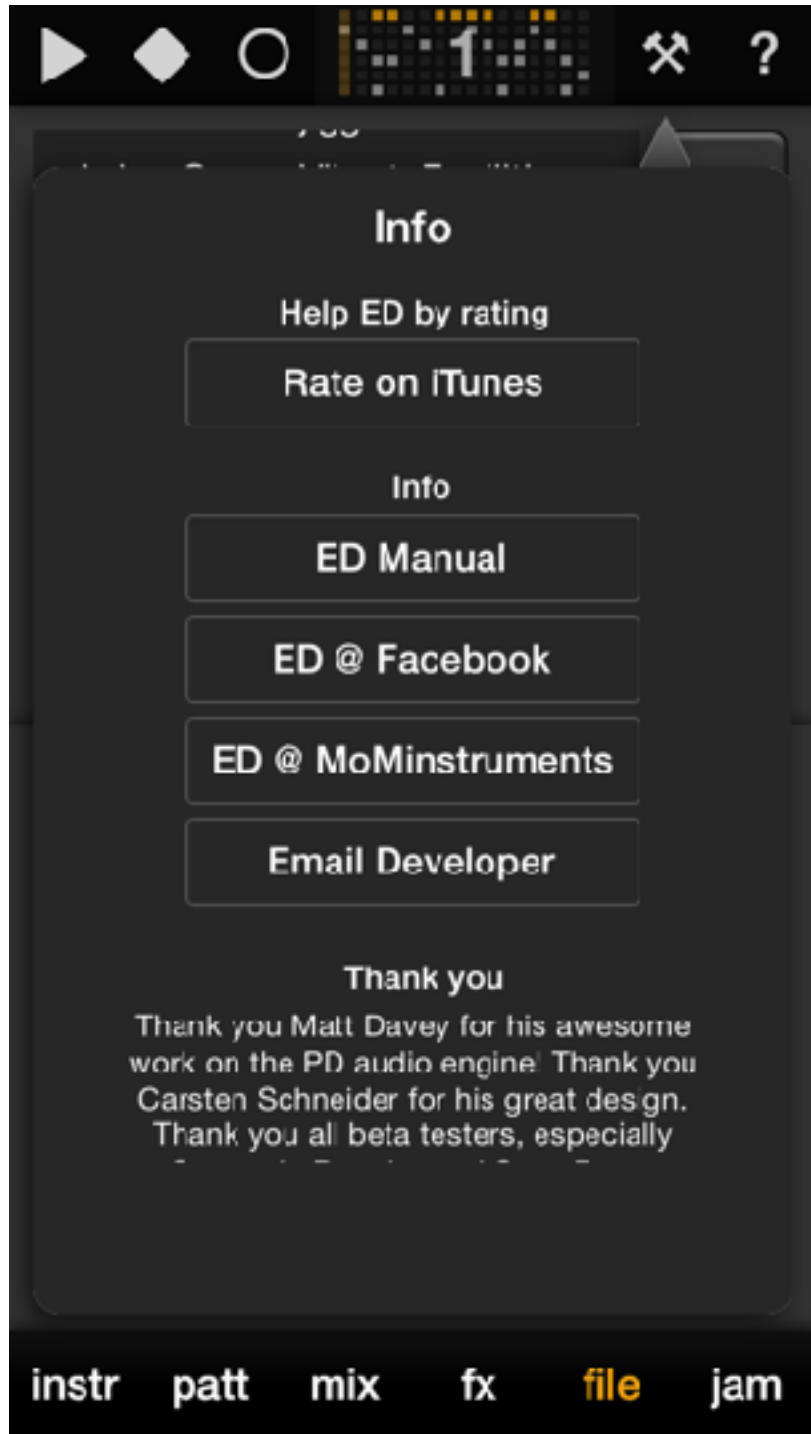 1
?
Info
Help ED by rating
Rate on iTunes
Info
ED Manual
ED @ Facebook
ED @ MoMinstruments
Email Developer
Thank you
Thank you Matt Davey for his awesome
work on the PD audio engine! Thank you
Carsten Schneider for his great design.
Thank you all beta testers, especially
instr patt mix fx file jam